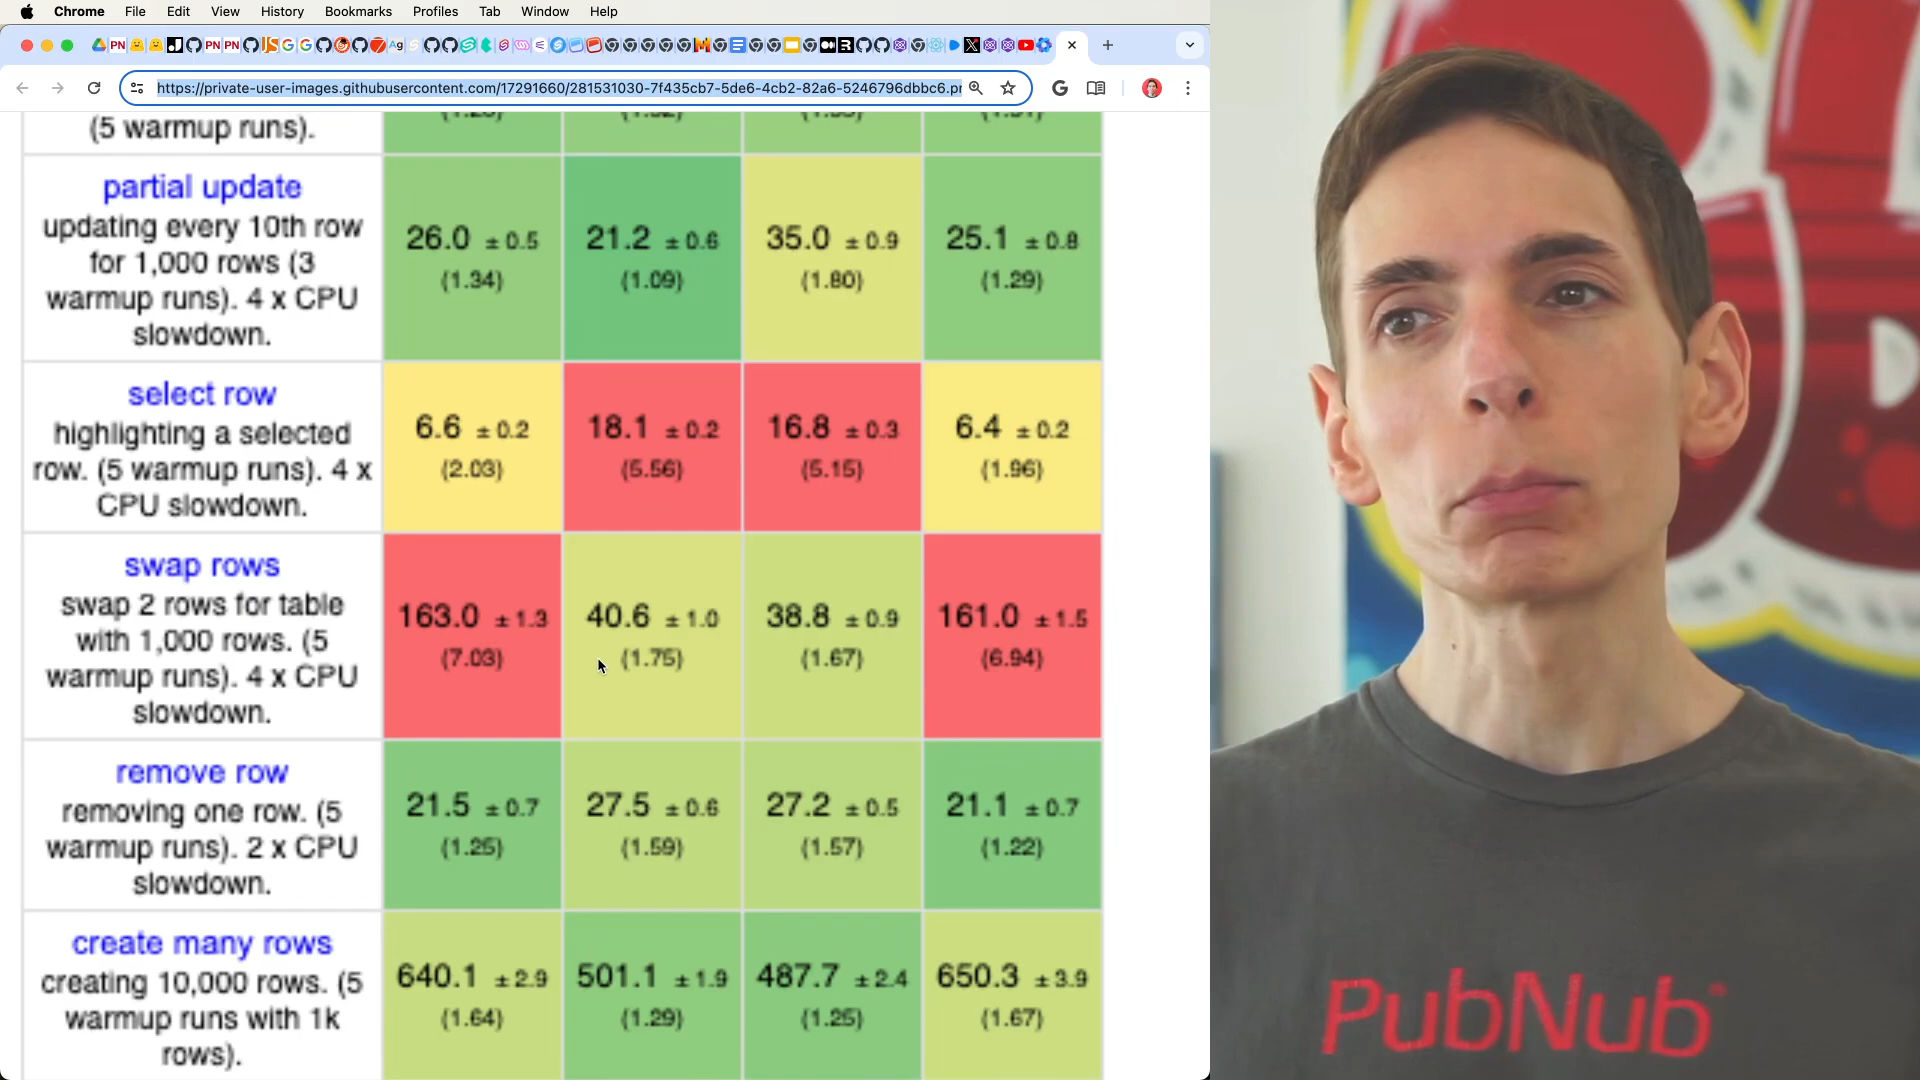 Chrome File Edit View History Bookmarks Profiles Tab Window Help
https://private-user-images.githubusercontent.com/17291660/281531030-7f435cb7-5de6-4cb2-82a6-5246796dbbc6.pr
(5 warmup runs).
partial update
updating every 10th row
for 1,000 rows (3
warmup runs). 4 x CPU
slowdown.
26.0 ± 0.5
(1.34)
21.2 ± 0.6
(1.09)
35.0 ± 0.9
(1.80)
25.1 ± 0.8
(1.29)
select row
highlighting a selected
row. (5 warmup runs). 4 x
CPU slowdown.
6.6 ± 0.2
(2.03)
18.1 ± 0.2
(5.56)
16.8 ± 0.3
(5.15)
6.4 ± 0.2
(1.96)
swap rows
swap 2 rows for table
with 1,000 rows. (5
warmup runs). 4 x CPU
slowdown.
163.0 ± 1.3
(7.03)
40.6 ± 1.0
(1.75)
38.8 ± 0.9
(1.67)
161.0 ± 1.5
(6.94)
remove row
removing one row. (5
warmup runs). 2 x CPU
slowdown.
21.5 ± 0.7
(1.25)
27.5 ± 0.6
(1.59)
27.2 ± 0.5
(1.57)
21.1 ± 0.7
(1.22)
create many rows
creating 10,000 rows. (5
warmup runs with 1k
rows).
640.1 ± 2.9
(1.64)
501.1 ± 1.9
(1.29)
487.7 ± 2.4
(1.25)
650.3 ± 3.9
(1.67)
PubNub